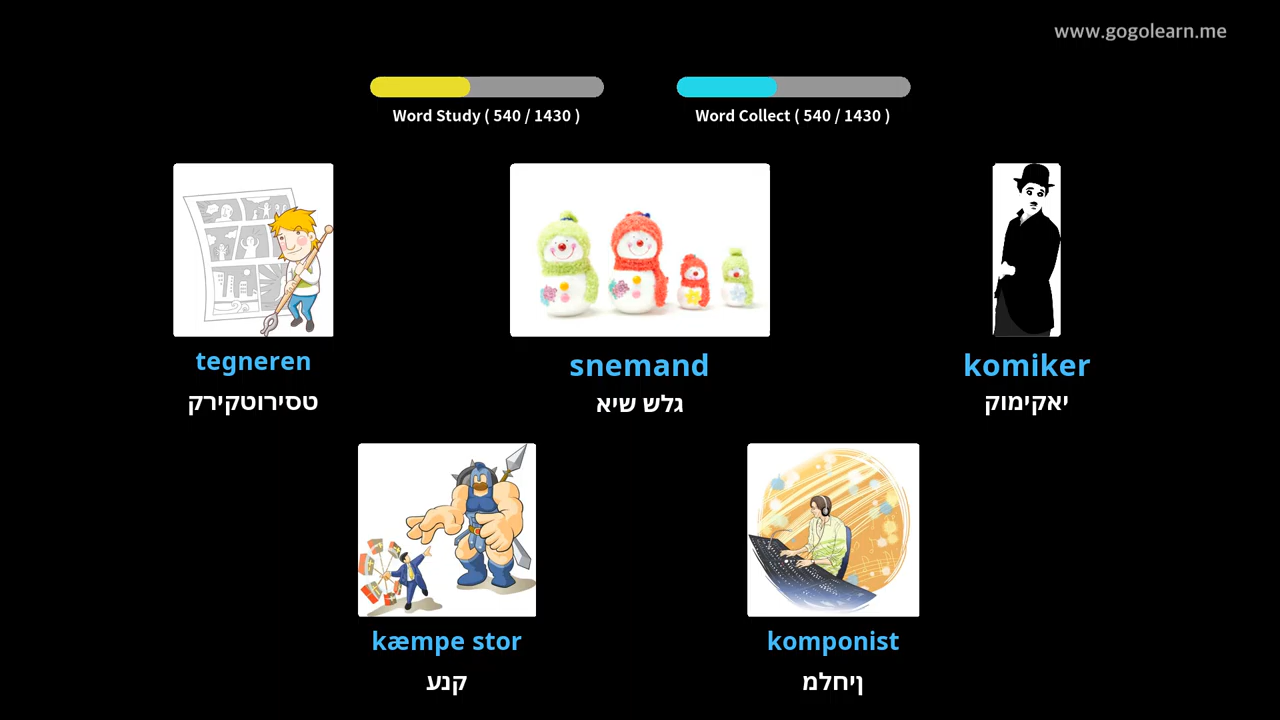 www.gogolearn.me
Word Study ( 540 / 1430 )
Word Collect ( 540 / 1430 )
tegneren
snemand
komiker
טסירוטקירק
גלש שיא
יאקימוק
kæmpe stor
komponist
קנע
ןיחלמ